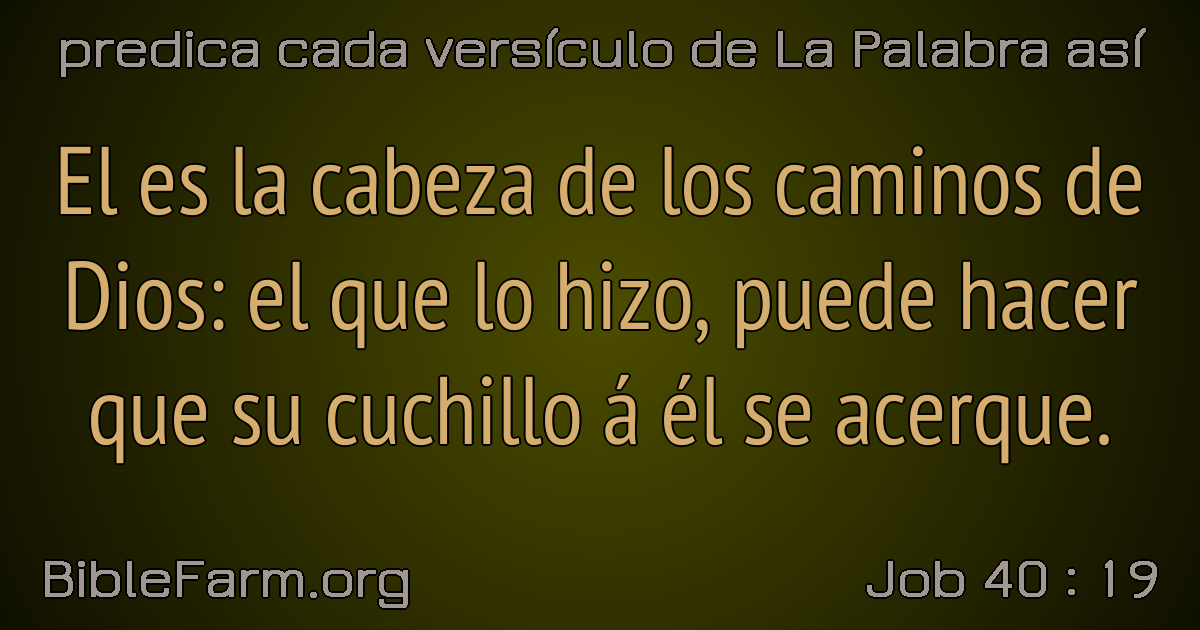 predica cada versículo de La Palabra así
El es la cabeza de los caminos de
Dios: el que lo hizo, puede hacer
que su cuchillo á él se acerque.
BibleFarm.org
Job 40 : 19